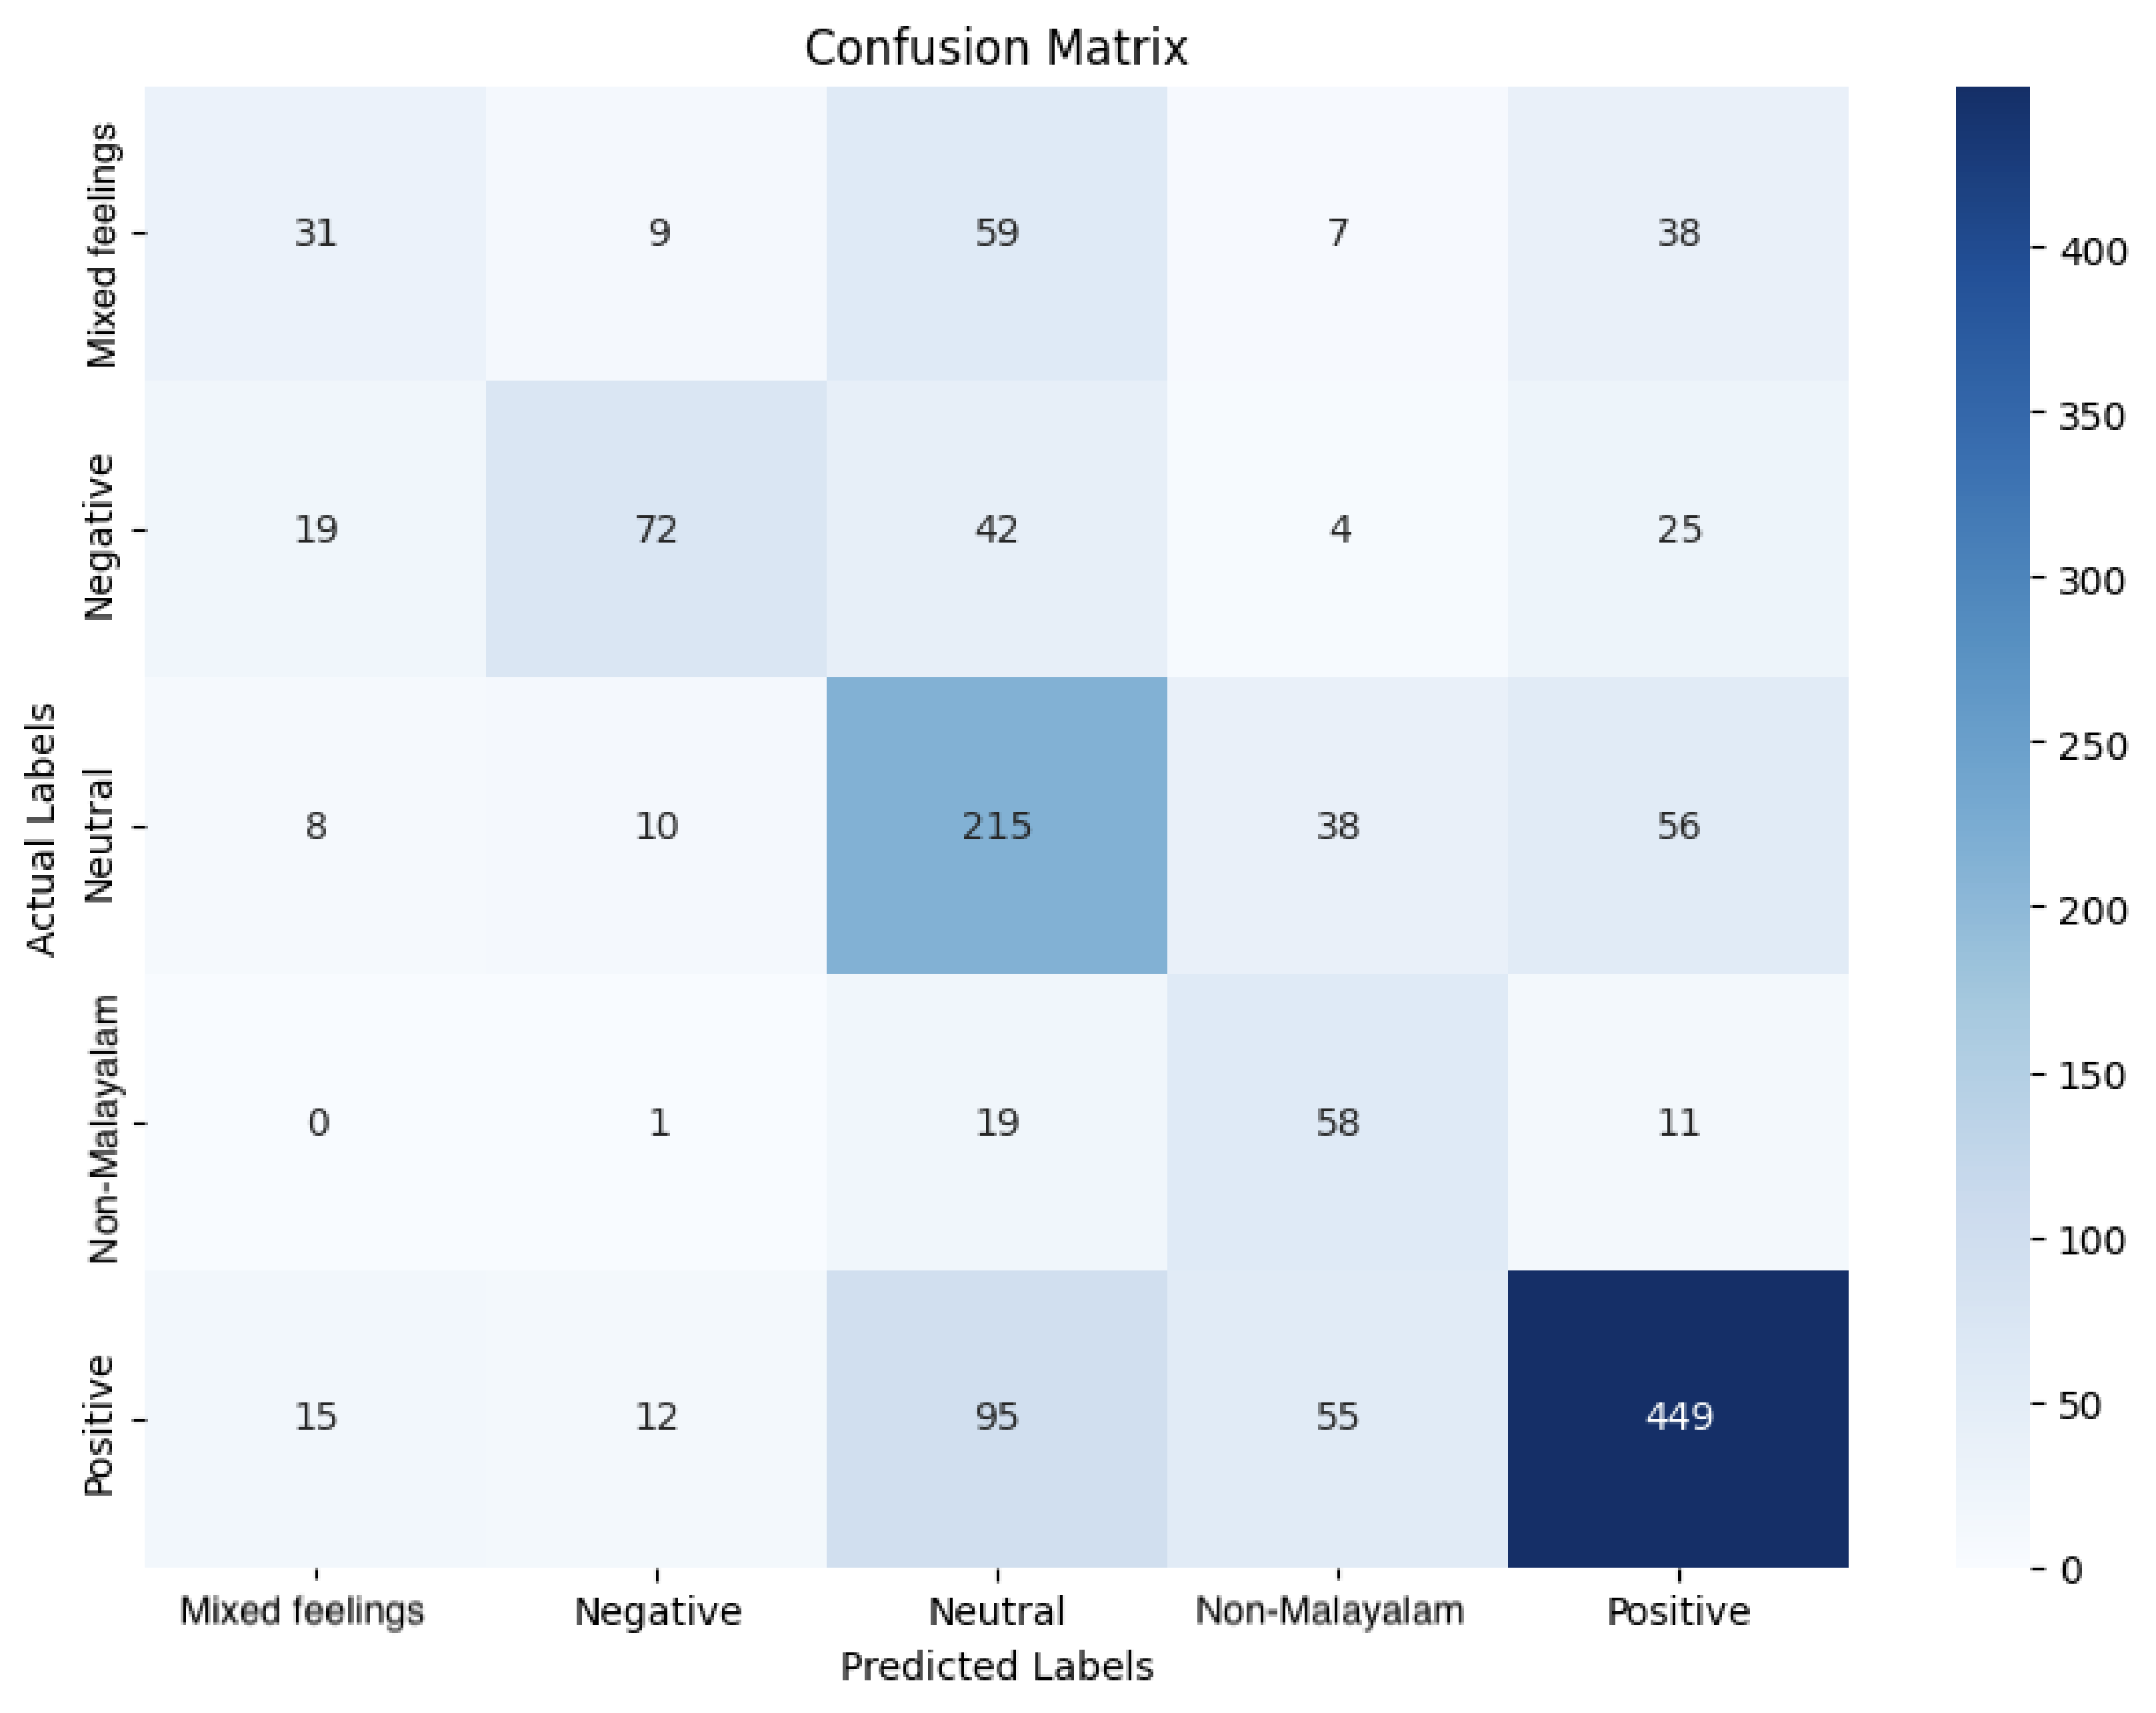 Confusion Matrix
Mixed feelings 31 9 59 7 38
Negative 19 72 42 4 25
Neutral 8 10 215 38 56
Non-Malayalam 0 1 19 58 11
Positive 15 12 95 55 449
Actual Labels
Mixed feelings Negative Neutral Non-Malayalam Positive
Predicted Labels
400
350
300
250
200
150
100
50
0